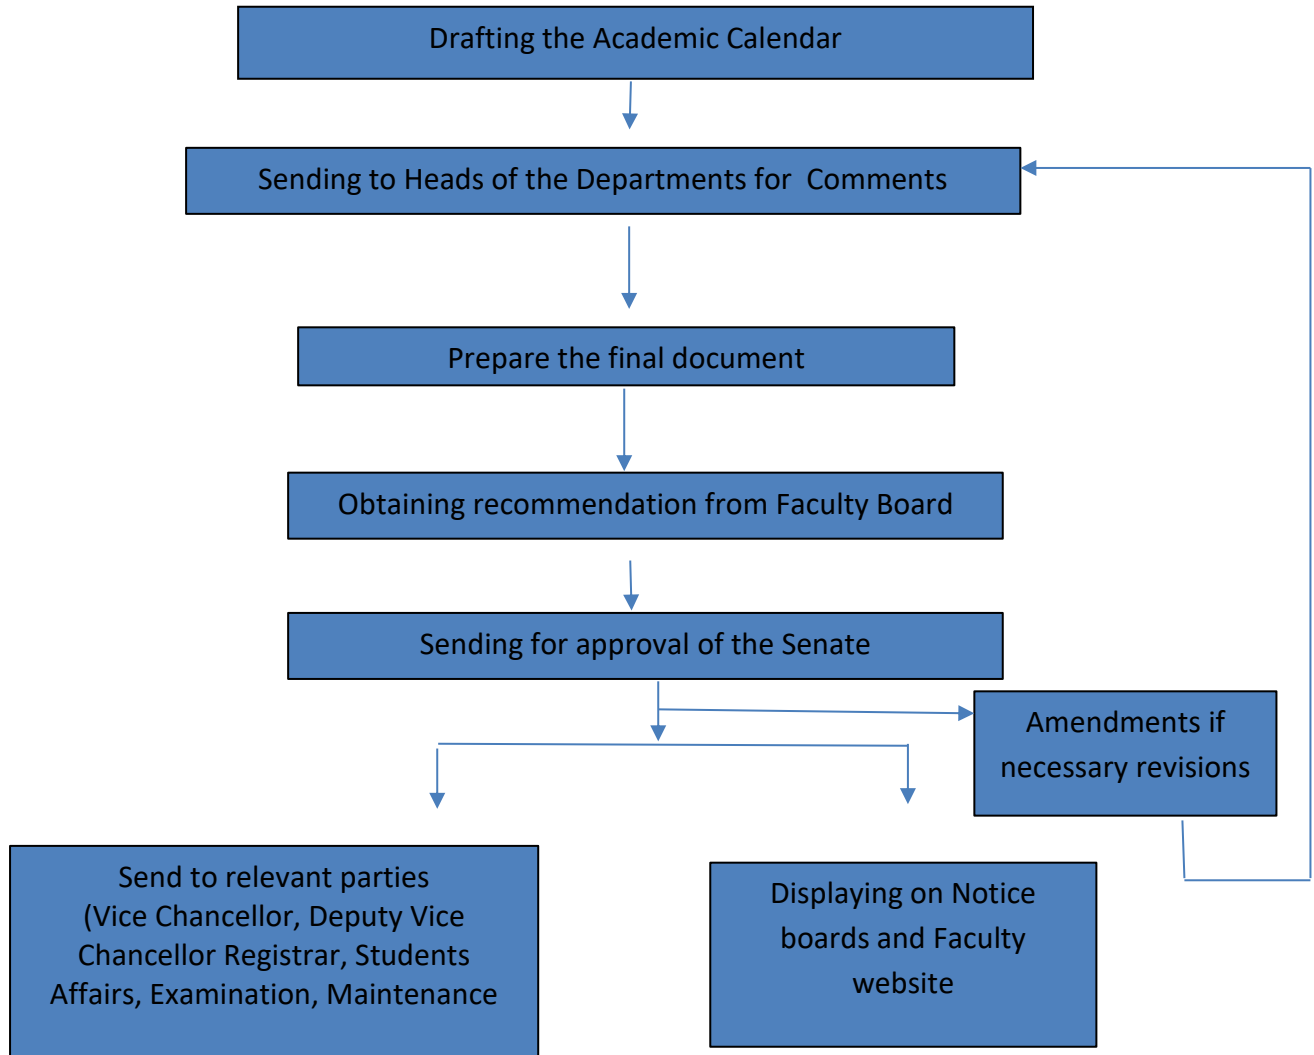 Drafting the Academic Calendar
Sending to Heads of the Departments for  Comments
Prepare the final document
Obtaining recommendation from Faculty Board
Sending for approval of the Senate
Amendments if
necessary revisions
Send to relevant parties
(Vice Chancellor, Deputy Vice
Chancellor Registrar, Students
Affairs, Examination, Maintenance
Displaying on Notice
boards and Faculty
website